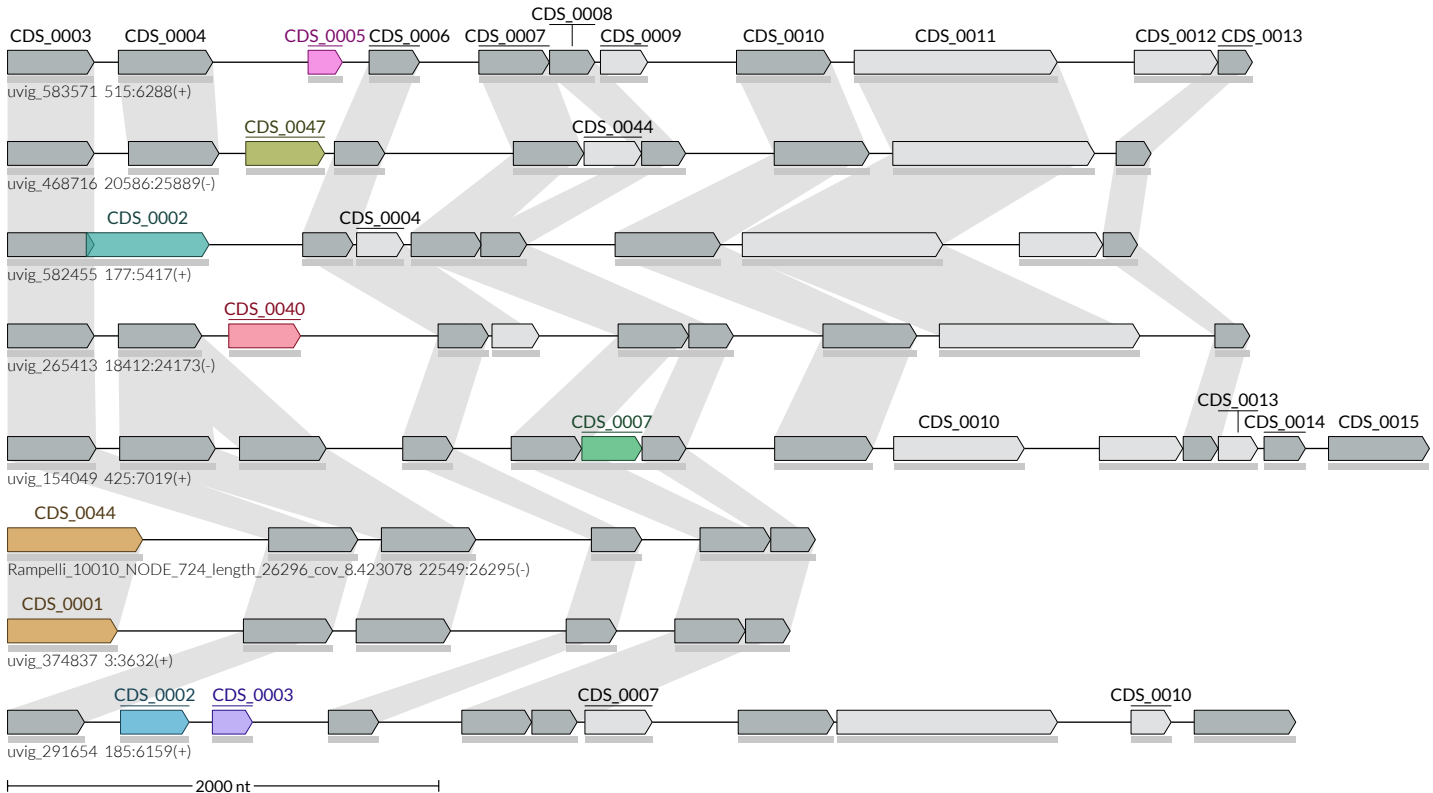 CDS_0008
CDS_0003 CDS_0004 CDS_0005 CDS_0006 CDS_0007 CDS_0009 CDS_0010 CDS_0011 CDS_0012 CDS_0013
uvig_583571 515:6288(+)
CDS_0047 CDS_0044
uvig_468716 20586:25889(-)
CDS_0002 CDS_0004
uvig_582455 177:5417(+)
CDS_0040
uvig_265413 18412:24173(-)
CDS_0013
CDS_0007 CDS_0010 CDS_0014 CDS_0015
uvig_154049 425:7019(+)
CDS_0044
Rampelli_10010_NODE_724_length_26296_cov_8.423078 22549:26295(-)
CDS_0001
uvig_374837 3:3632(+)
CDS_0002 CDS_0003 CDS_0007 CDS_0010
uvig_291654 185:6159(+)
2000 nt